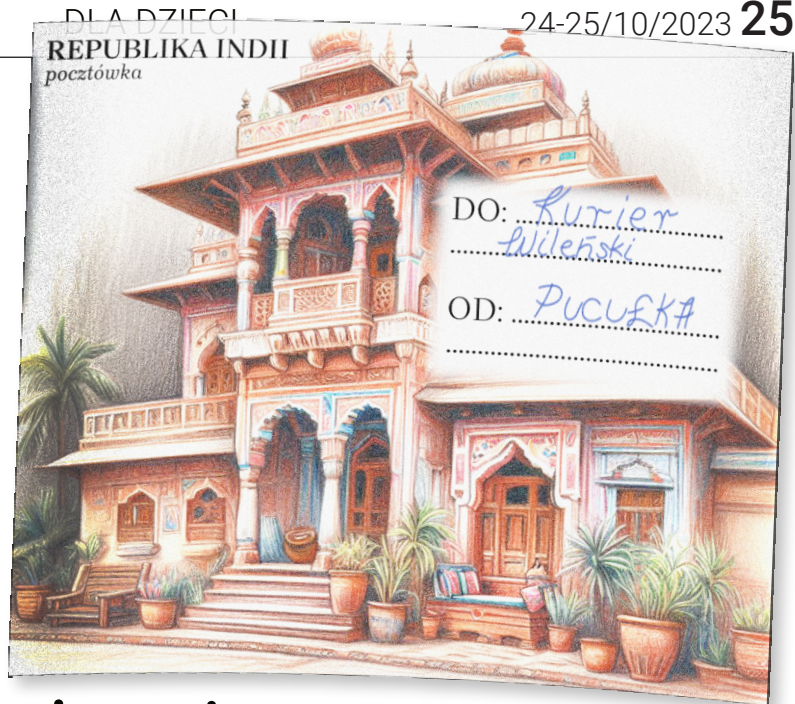 DLA DZIECI
24-25/10/2023 25
REPUBLIKA INDII
pocztówka
DO: Kurier
Wileński
OD: PUCUŁKA